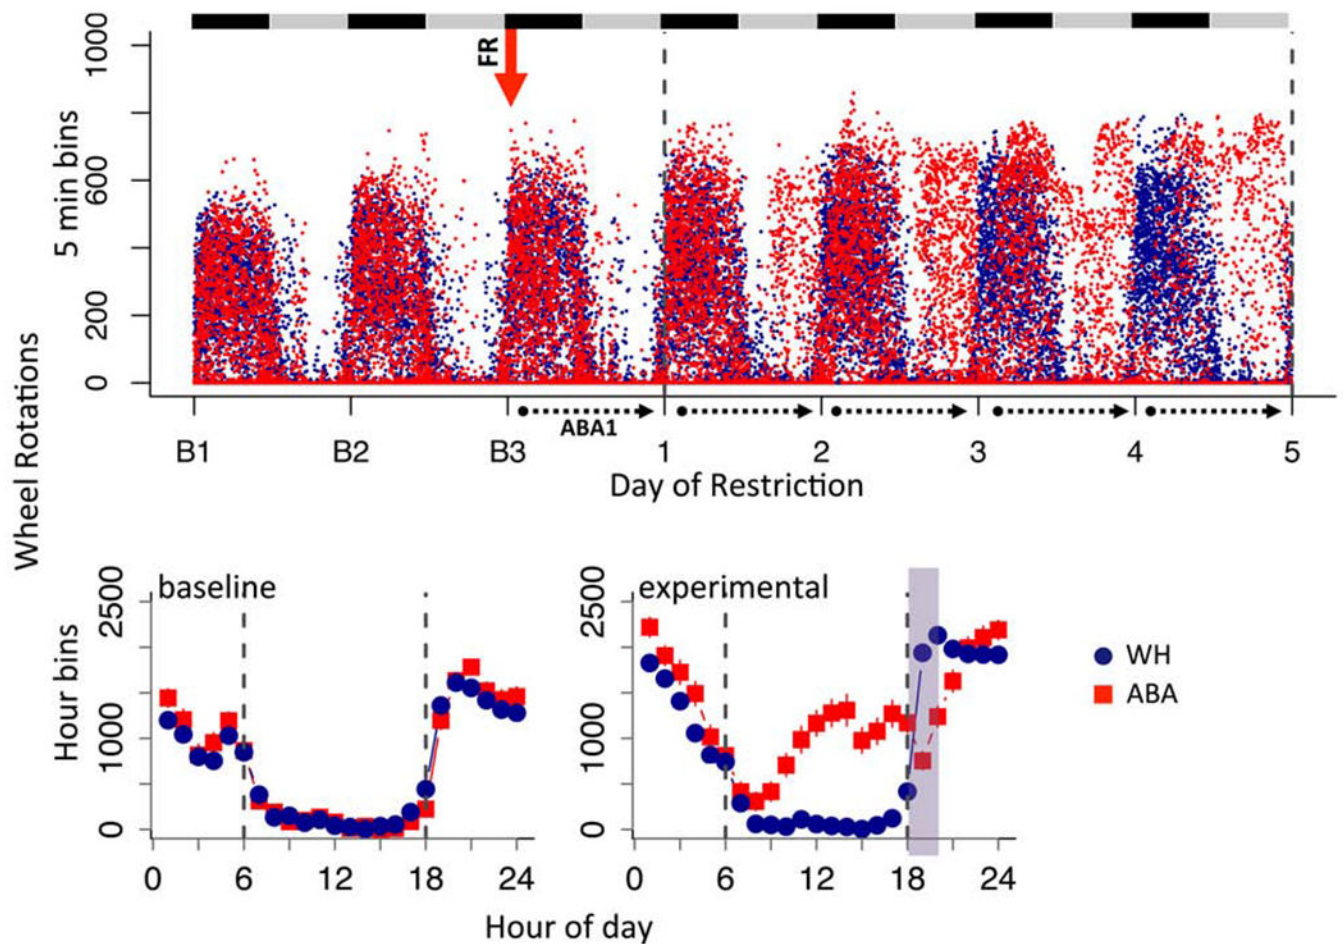 FR
1000
600
200
0
5 min bins
ABA1
B1 B2 B3 1 2 3 4 5
Day of Restriction
Wheel Rotations
baseline
2500
1000
0
Hour bins
0 6 12 18 24
experimental
2500
1000
0
0 6 12 18 24
WH
ABA
Hour of day